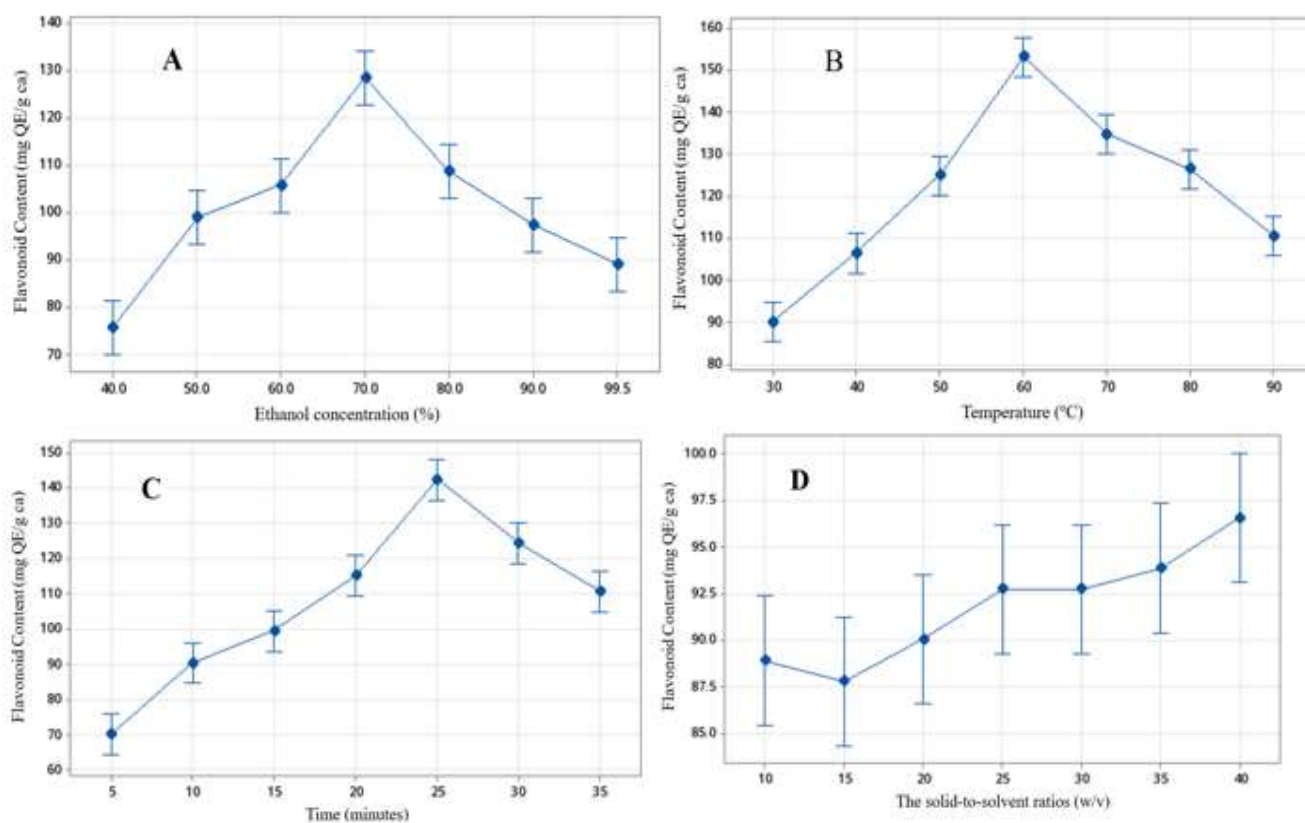 A
Flavonoid Content (mg QE/g ca)
140
130
120
110
100
90
80
70
40.0 50.0 60.0 70.0 80.0 90.0 99.5
Ethanol concentration (%)
B
Flavonoid Content (mg QE/g ca)
160
150
140
130
120
110
100
90
80
30 40 50 60 70 80 90
Temperature (°C)
C
Flavonoid Content (mg QE/g ca)
150
140
130
120
110
100
90
80
70
60
5 10 15 20 25 30 35
Time (minutes)
D
Flavonoid Content (mg QE/g ca)
100.0
97.5
95.0
92.5
90.0
87.5
85.0
10 15 20 25 30 35 40
The solid-to-solvent ratios (w/v)